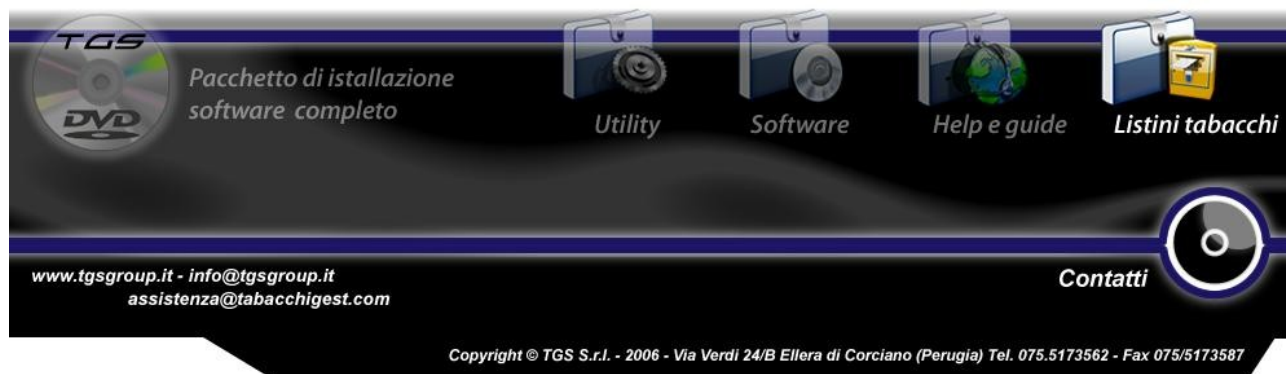 TGS
DVD
Pacchetto di istallazione
software completo
Utility
Software
Help e guide
Listini tabacchi
www.tgsgroup.it - info@tgsgroup.it
assistenza@tabacchigest.com
Contatti
Copyright © TGS S.r.l. - 2006 - Via Verdi 24/B Ellera di Corciano (Perugia) Tel. 075.5173562 - Fax 075/5173587